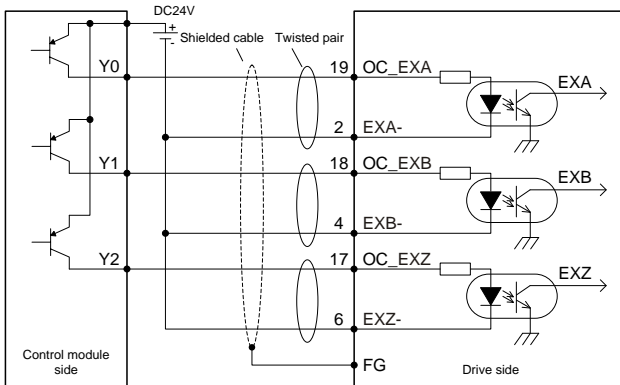 DC24V
+
-
Shielded cable
Twisted pair
Y0
19
OC_EXA
EXA
2
EXA-
Y1
18
OC_EXB
EXB
4
EXB-
Y2
17
OC_EXZ
EXZ
6
EXZ-
Control module
side
FG
Drive side